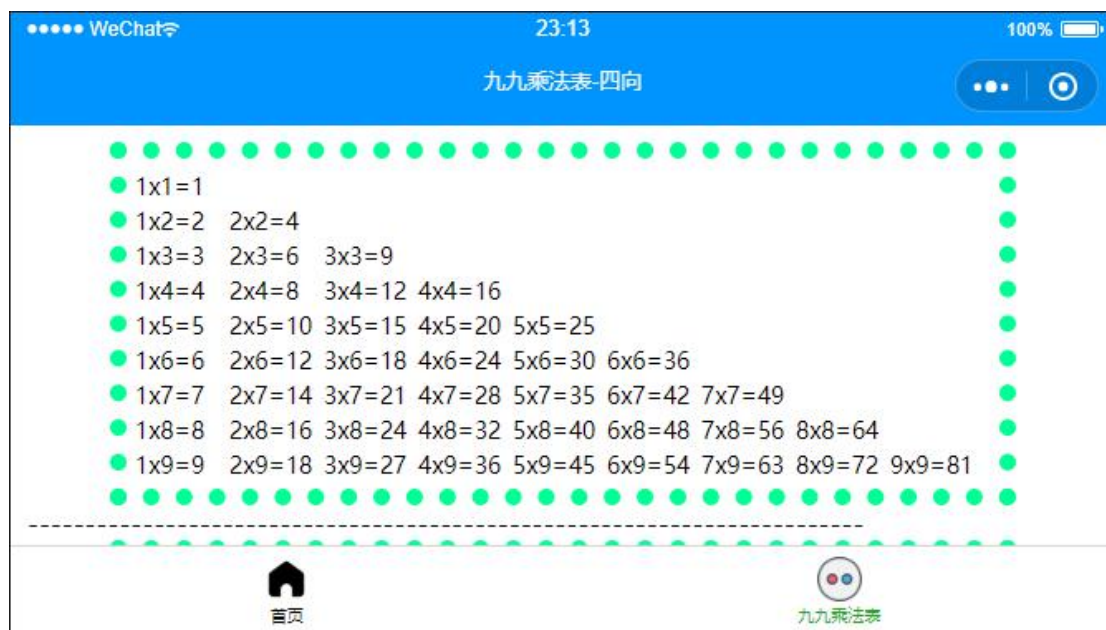 WeChat 23:13 100%
九九乘法表-四向
1x1=1
1x2=2 2x2=4
1x3=3 2x3=6 3x3=9
1x4=4 2x4=8 3x4=12 4x4=16
1x5=5 2x5=10 3x5=15 4x5=20 5x5=25
1x6=6 2x6=12 3x6=18 4x6=24 5x6=30 6x6=36
1x7=7 2x7=14 3x7=21 4x7=28 5x7=35 6x7=42 7x7=49
1x8=8 2x8=16 3x8=24 4x8=32 5x8=40 6x8=48 7x8=56 8x8=64
1x9=9 2x9=18 3x9=27 4x9=36 5x9=45 6x9=54 7x9=63 8x9=72 9x9=81
--------------------------------------------------------------------------
首页 九九乘法表